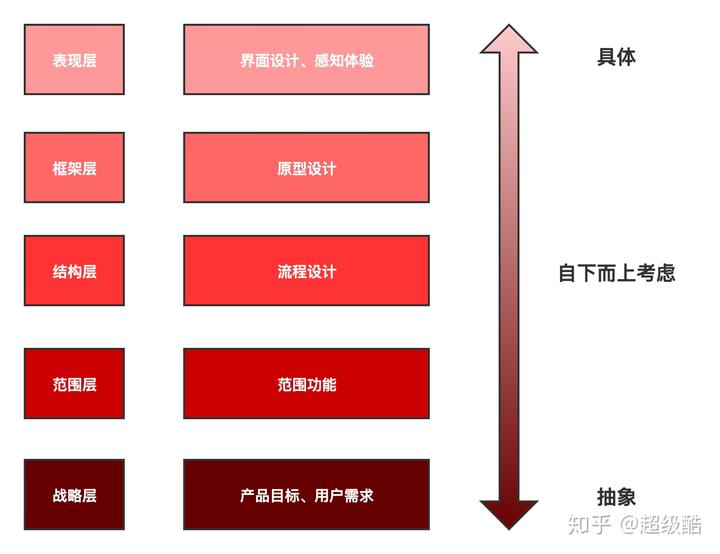 表现层
界面设计、感知体验
具体
框架层
原型设计
结构层
流程设计
自下而上考虑
范围层
范围功能
战略层
产品目标、用户需求
抽象
知乎 @超级酷